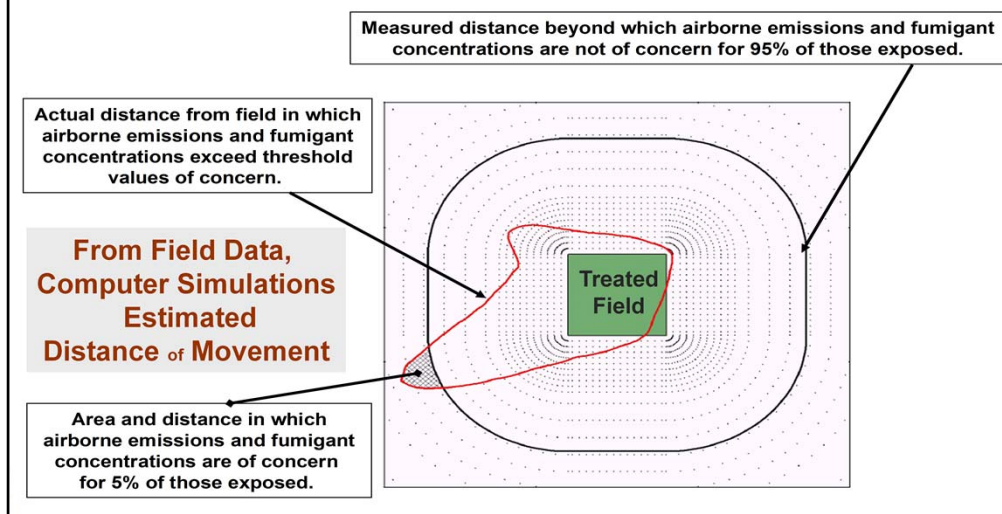 Measured distance beyond which airborne emissions and fumigant
concentrations are not of concern for 95% of those exposed.
Actual distance from field in which
airborne emissions and fumigant
concentrations exceed threshold
values of concern.
From Field Data,
Computer Simulations
Estimated
Distance of Movement
Treated
Field
Area and distance in which
airborne emissions and fumigant
concentrations are of concern
for 5% of those exposed.